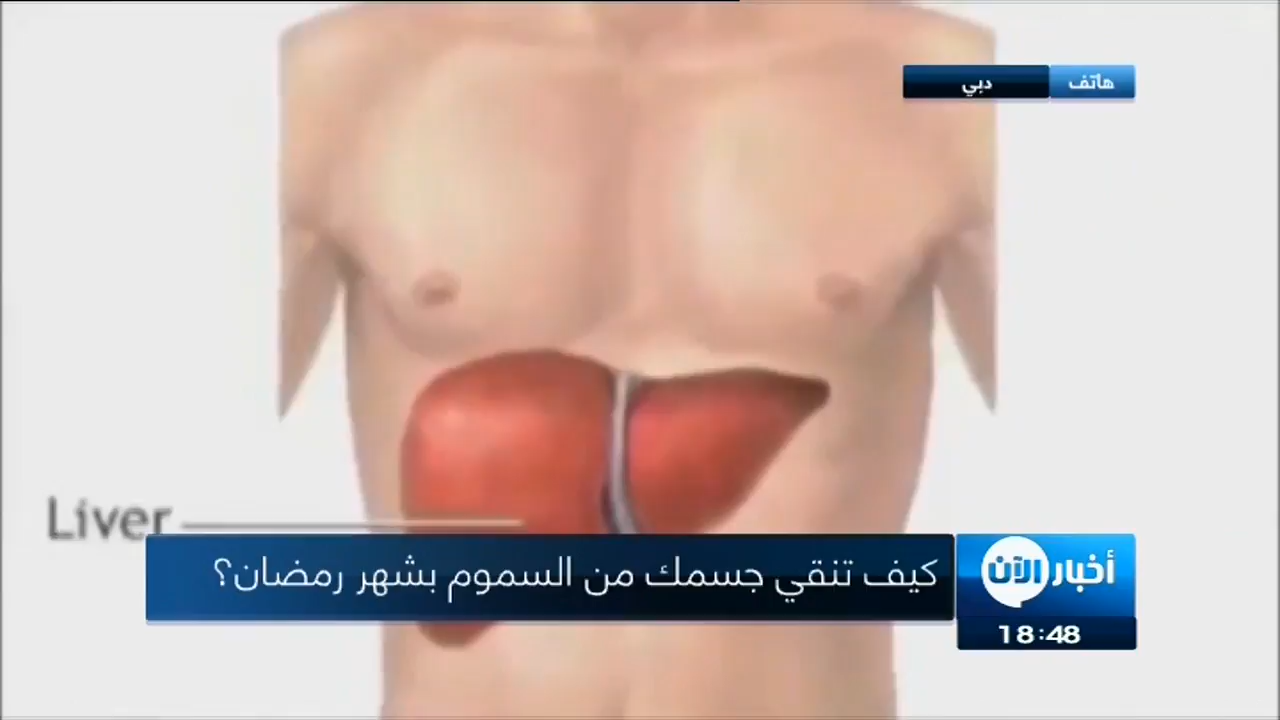 هاتف دبي
Liver
كيف تنقي جسمك من السموم بشهر رمضان؟
أخبار الآن
18:48